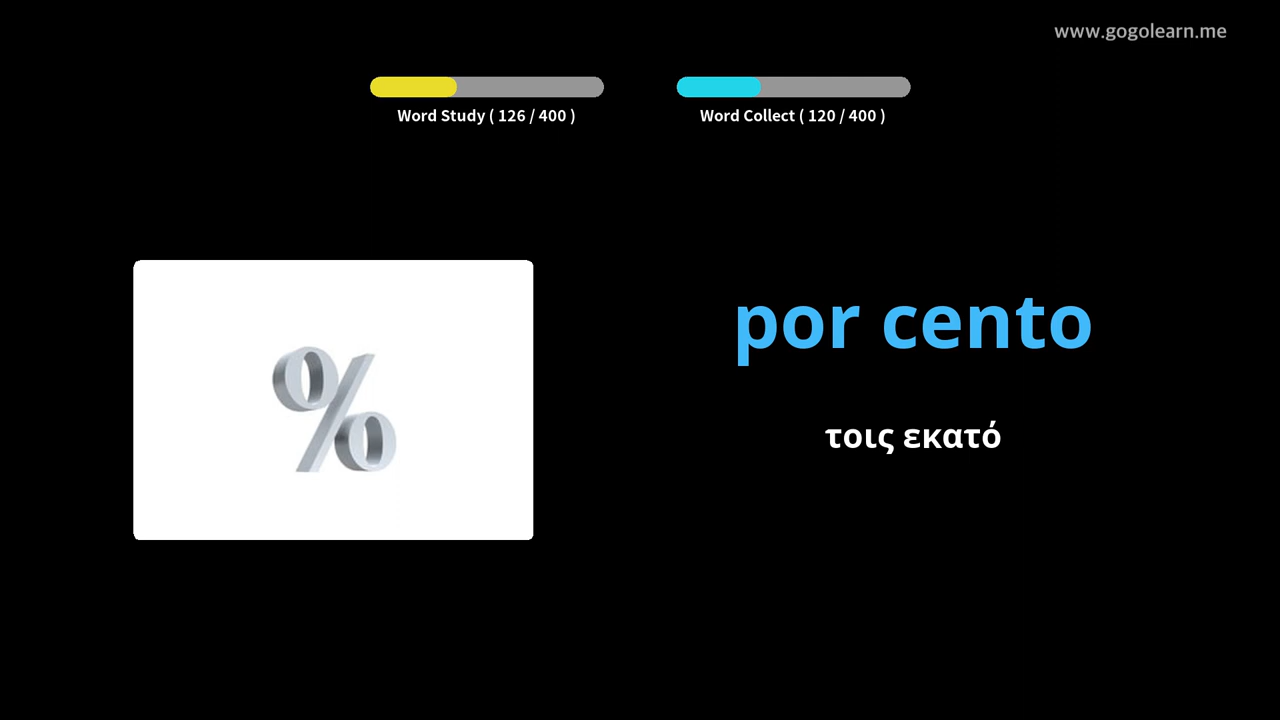 www.gogolearn.me
Word Study ( 126 / 400 )
Word Collect ( 120 / 400 )
%
por cento
τοις εκατό